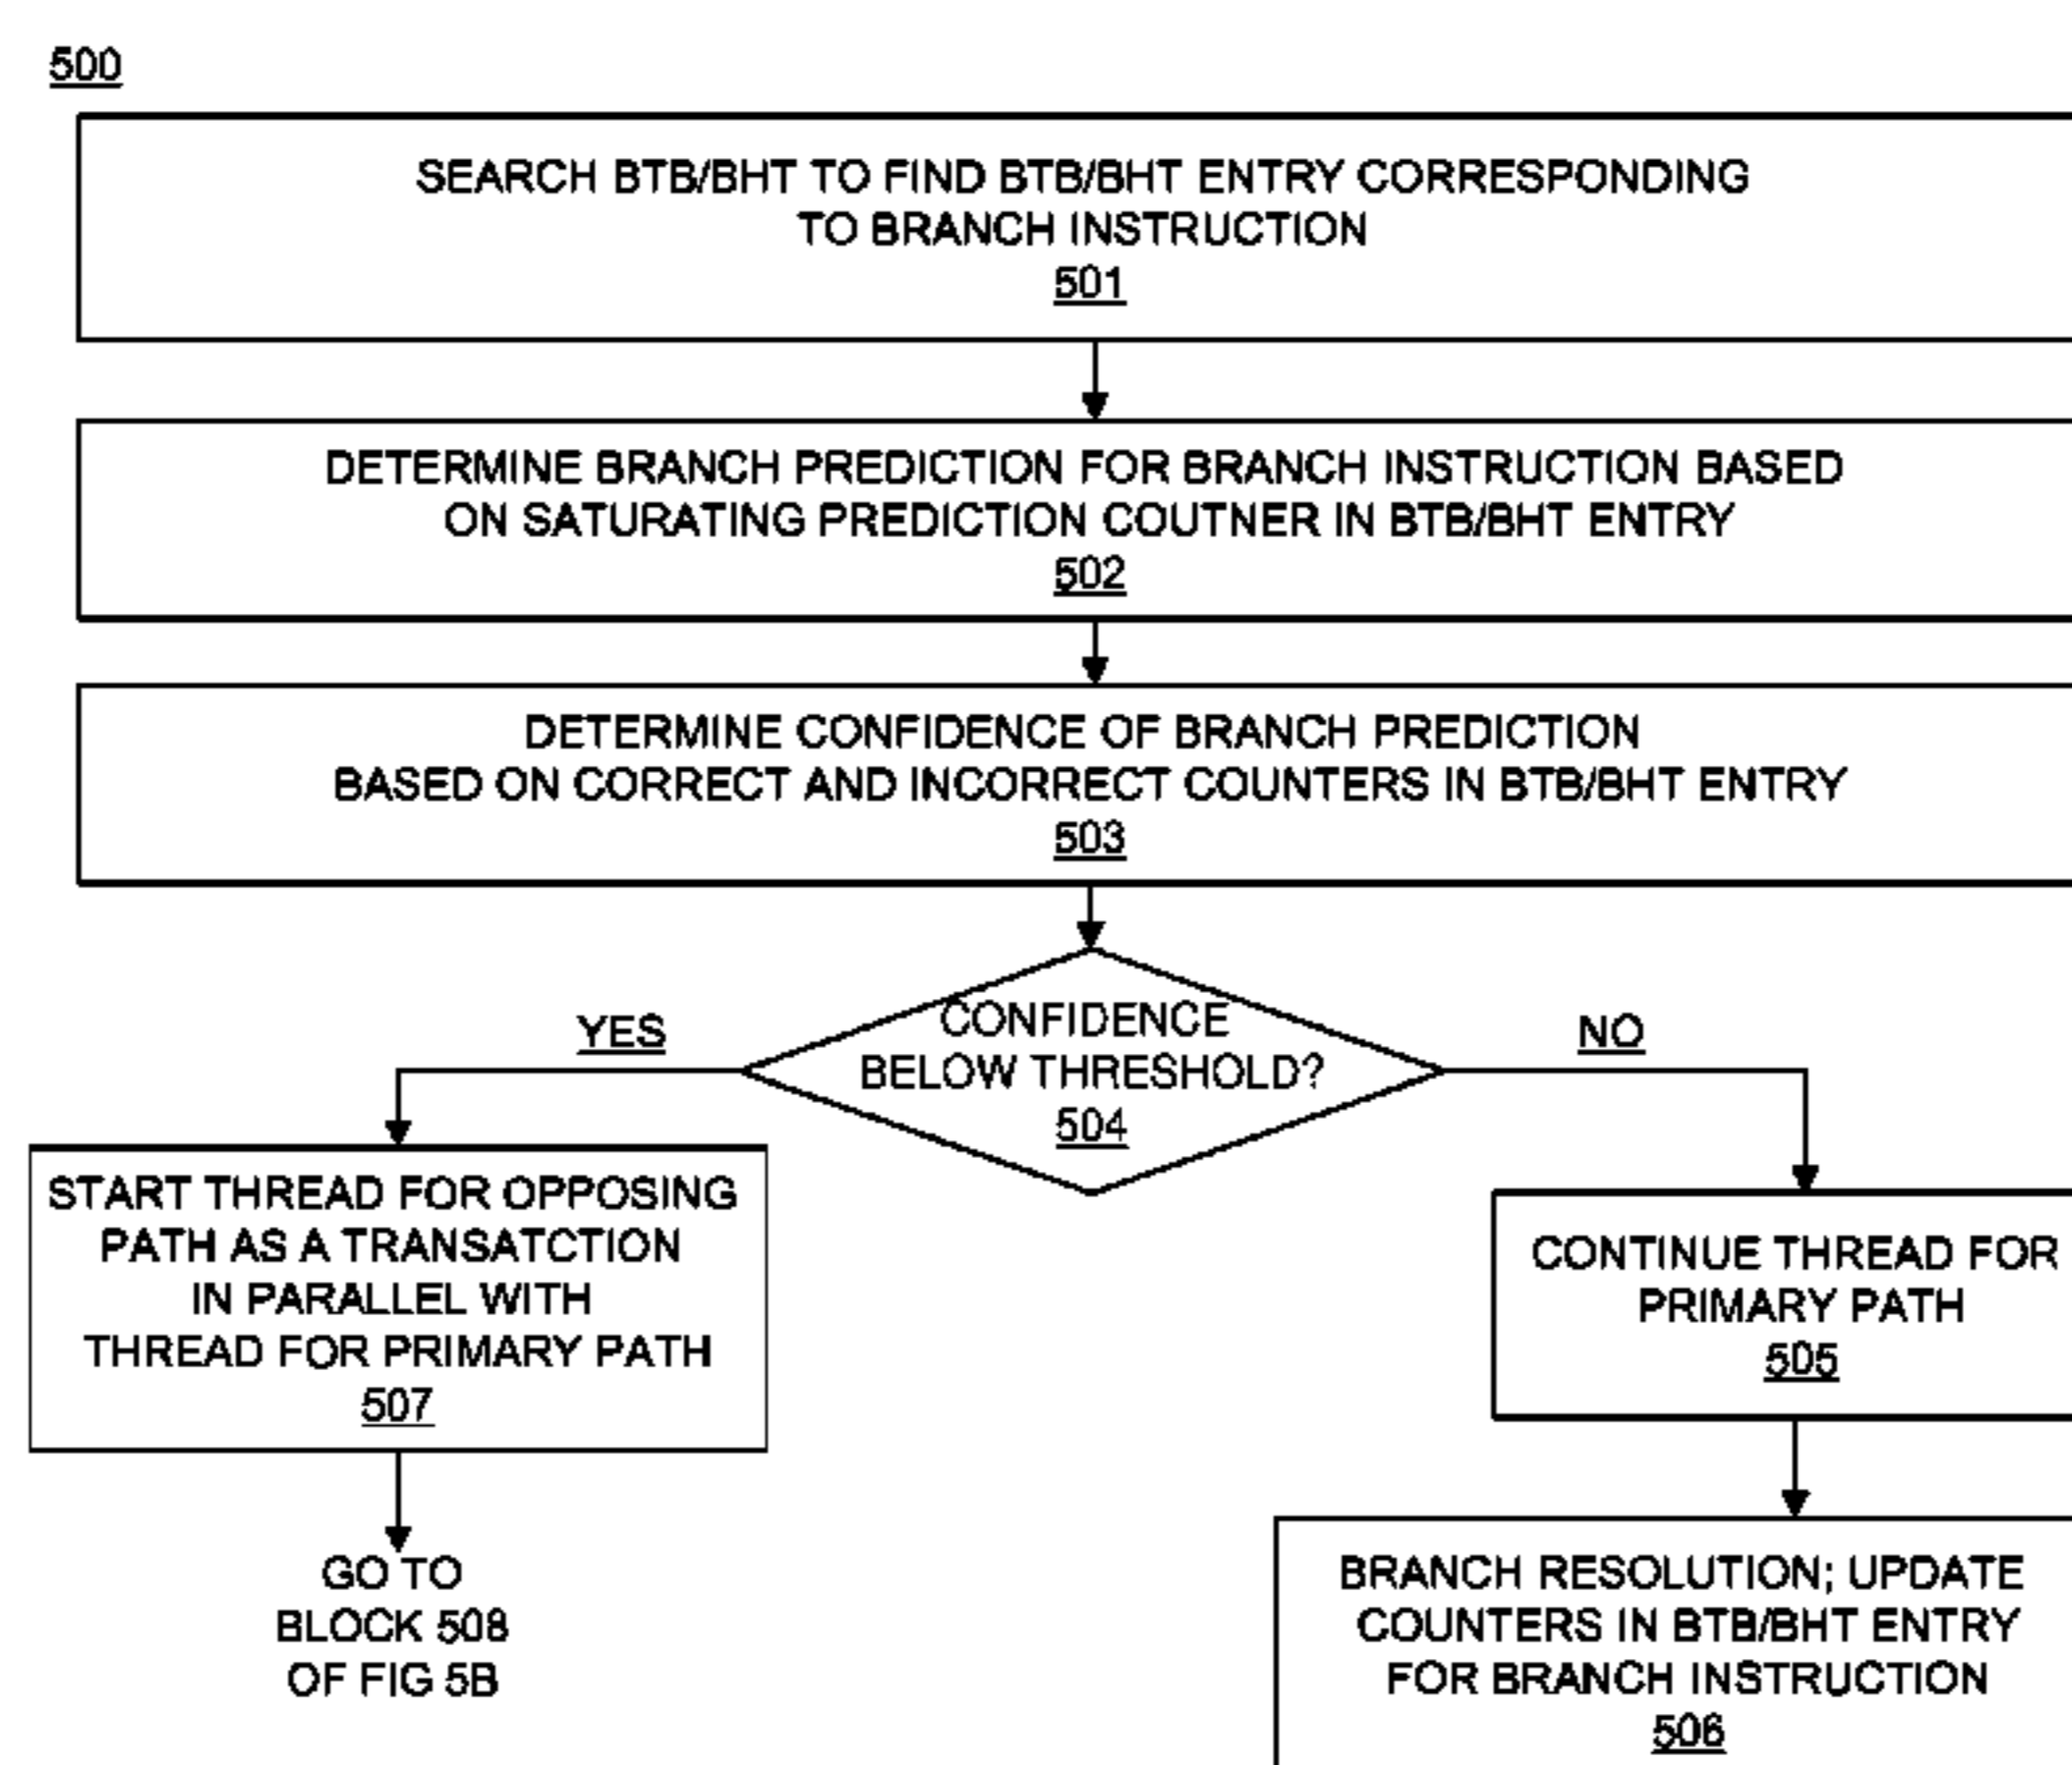 500
SEARCH BTB/BHT TO FIND BTB/BHT ENTRY CORRESPONDING
TO BRANCH INSTRUCTION
501
DETERMINE BRANCH PREDICTION FOR BRANCH INSTRUCTION BASED
ON SATURATING PREDICTION COUTNER IN BTB/BHT ENTRY
502
DETERMINE CONFIDENCE OF BRANCH PREDICTION
BASED ON CORRECT AND INCORRECT COUNTERS IN BTB/BHT ENTRY
503
CONFIDENCE
BELOW THRESHOLD?
504
YES
NO
START THREAD FOR OPPOSING
PATH AS A TRANSATCTION
IN PARALLEL WITH
THREAD FOR PRIMARY PATH
507
GO TO
BLOCK 508
OF FIG 5B
CONTINUE THREAD FOR
PRIMARY PATH
505
BRANCH RESOLUTION; UPDATE
COUNTERS IN BTB/BHT ENTRY
FOR BRANCH INSTRUCTION
506